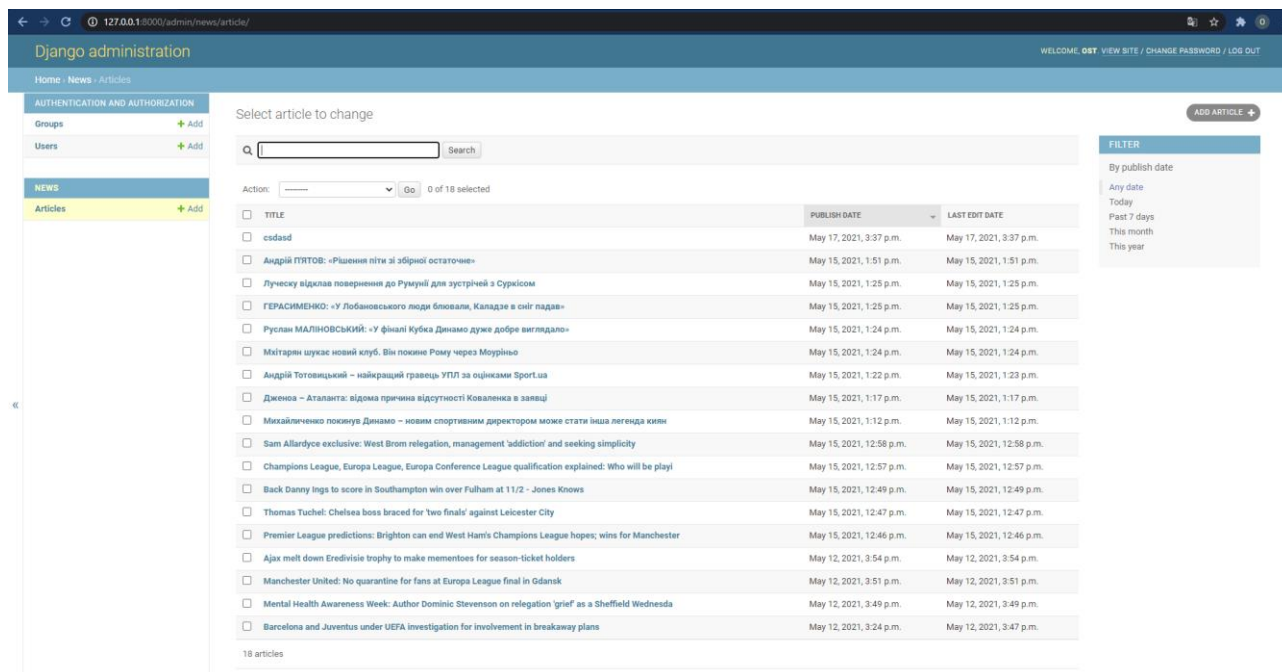 127.0.0.1:8000/admin/news/article/
O
Django administration
WELCOME, OST. VIEW SITE / CHANGE PASSWORD / LOG OUT
Home › News › Articles
AUTHENTICATION AND AUTHORIZATION
Groups + Add
Users + Add
NEWS
Articles + Add
«
Select article to change
ADD ARTICLE +
Search
Action: --------- Go 0 of 18 selected
TITLE PUBLISH DATE LAST EDIT DATE
csdasd May 17, 2021, 3:37 p.m. May 17, 2021, 3:37 p.m.
Андрій П'ЯТОВ: «Рішення піти зі збірної остаточне» May 15, 2021, 1:51 p.m. May 15, 2021, 1:51 p.m.
Луческу відклав повернення до Румунії для зустрічей з Суркісом May 15, 2021, 1:25 p.m. May 15, 2021, 1:25 p.m.
ГЕРАСИМЕНКО: «У Лобановського люди блювали, Каладзе в сніг падав» May 15, 2021, 1:25 p.m. May 15, 2021, 1:25 p.m.
Руслан МАЛІНОВСЬКИЙ: «У фіналі Кубка Динамо дуже добре виглядало» May 15, 2021, 1:24 p.m. May 15, 2021, 1:24 p.m.
Мхітарян шукає новий клуб. Він покине Рому через Моуріньо May 15, 2021, 1:24 p.m. May 15, 2021, 1:24 p.m.
Андрій Тотовицький – найкращий гравець УПЛ за оцінками Sport.ua May 15, 2021, 1:22 p.m. May 15, 2021, 1:23 p.m.
Дженоа – Аталанта: відома причина відсутності Коваленка в заявці May 15, 2021, 1:17 p.m. May 15, 2021, 1:17 p.m.
Михайличенко покинув Динамо – новим спортивним директором може стати інша легенда киян May 15, 2021, 1:12 p.m. May 15, 2021, 1:12 p.m.
Sam Allardyce exclusive: West Brom relegation, management 'addiction' and seeking simplicity May 15, 2021, 12:58 p.m. May 15, 2021, 12:58 p.m.
Champions League, Europa League, Europa Conference League qualification explained: Who will be playi May 15, 2021, 12:57 p.m. May 15, 2021, 12:57 p.m.
Back Danny Ings to score in Southampton win over Fulham at 11/2 - Jones Knows May 15, 2021, 12:49 p.m. May 15, 2021, 12:49 p.m.
Thomas Tuchel: Chelsea boss braced for 'two finals' against Leicester City May 15, 2021, 12:47 p.m. May 15, 2021, 12:47 p.m.
Premier League predictions: Brighton can end West Ham's Champions League hopes; wins for Manchester May 15, 2021, 12:46 p.m. May 15, 2021, 12:46 p.m.
Ajax melt down Eredivisie trophy to make mementoes for season-ticket holders May 12, 2021, 3:54 p.m. May 12, 2021, 3:54 p.m.
Manchester United: No quarantine for fans at Europa League final in Gdansk May 12, 2021, 3:51 p.m. May 12, 2021, 3:51 p.m.
Mental Health Awareness Week: Author Dominic Stevenson on relegation 'grief' as a Sheffield Wednesda May 12, 2021, 3:49 p.m. May 12, 2021, 3:49 p.m.
Barcelona and Juventus under UEFA investigation for involvement in breakaway plans May 12, 2021, 3:24 p.m. May 12, 2021, 3:47 p.m.
18 articles
FILTER
By publish date
Any date
Today
Past 7 days
This month
This year